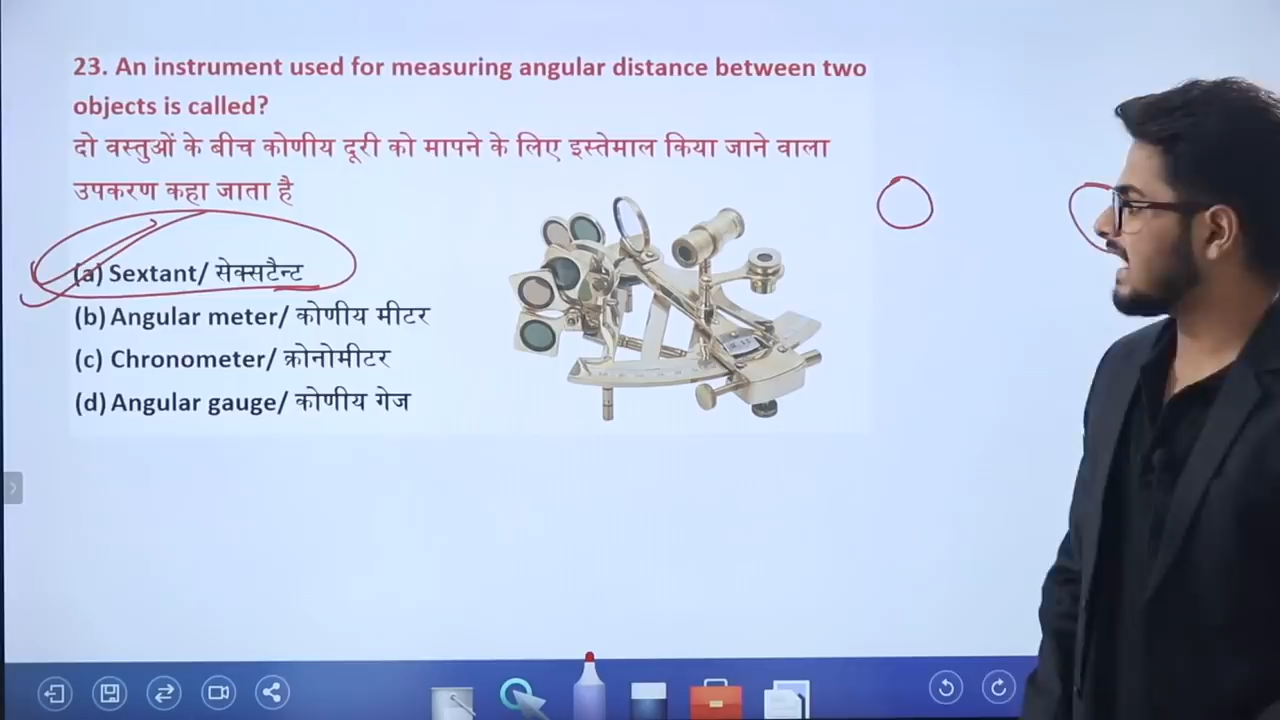 23. An instrument used for measuring angular distance between two
objects is called?
दो वस्तुओं के बीच कोणीय दूरी को मापने के लिए इस्तेमाल किया जाने वाला
उपकरण कहा जाता है
(a) Sextant/ सेक्सटैन्ट
(b) Angular meter/ कोणीय मीटर
(c) Chronometer/ क्रोनोमीटर
(d) Angular gauge/ कोणीय गेज